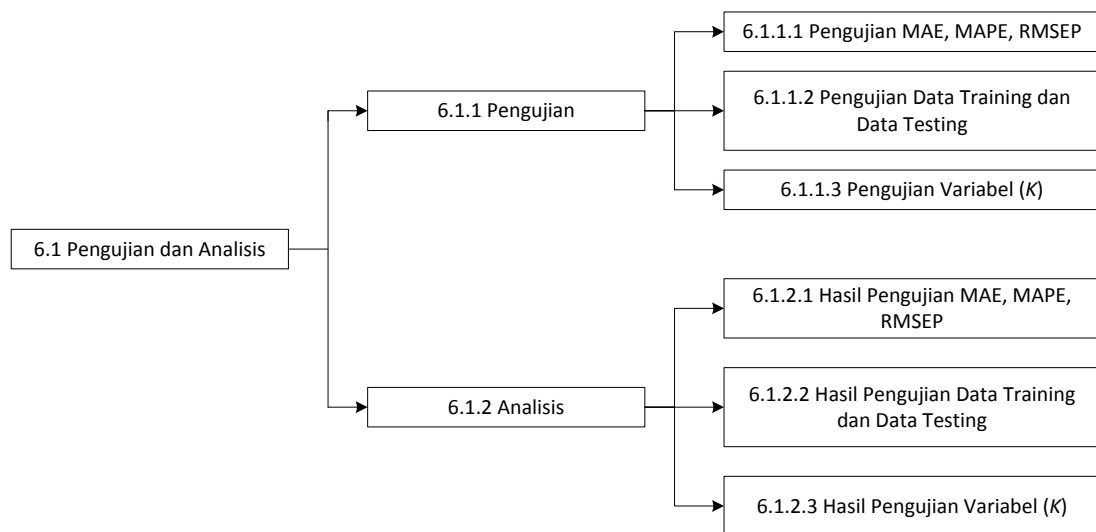 6.1 Pengujian dan Analisis
6.1.1 Pengujian
6.1.1.1 Pengujian MAE, MAPE, RMSEP
6.1.1.2 Pengujian Data Training dan
Data Testing
6.1.1.3 Pengujian Variabel (K)
6.1.2 Analisis
6.1.2.1 Hasil Pengujian MAE, MAPE,
RMSEP
6.1.2.2 Hasil Pengujian Data Training
dan Data Testing
6.1.2.3 Hasil Pengujian Variabel (K)